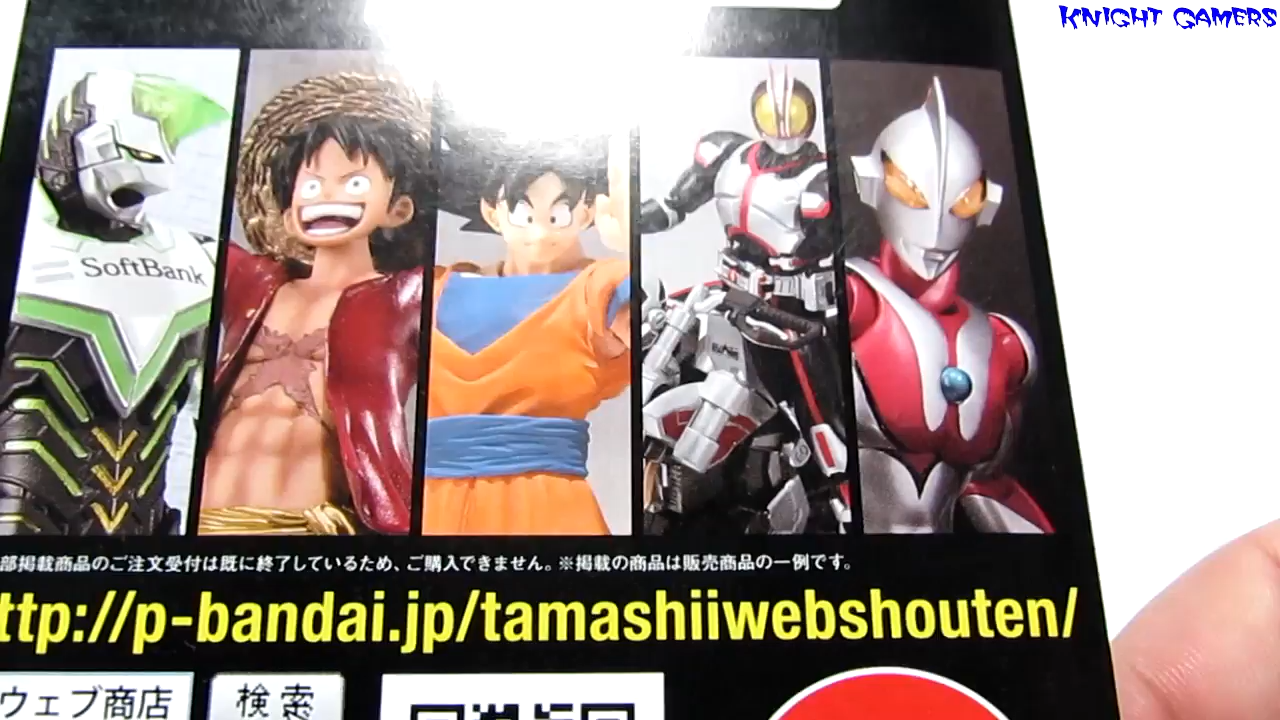 KNIGHT GAMERS
SoftBank
部掲載商品のご注文受付は既に終了しているため、ご購入できません。※掲載の商品は販売商品の一例です。
ttp://p-bandai.jp/tamashiiwebshouten/
ウェブ商店
検索